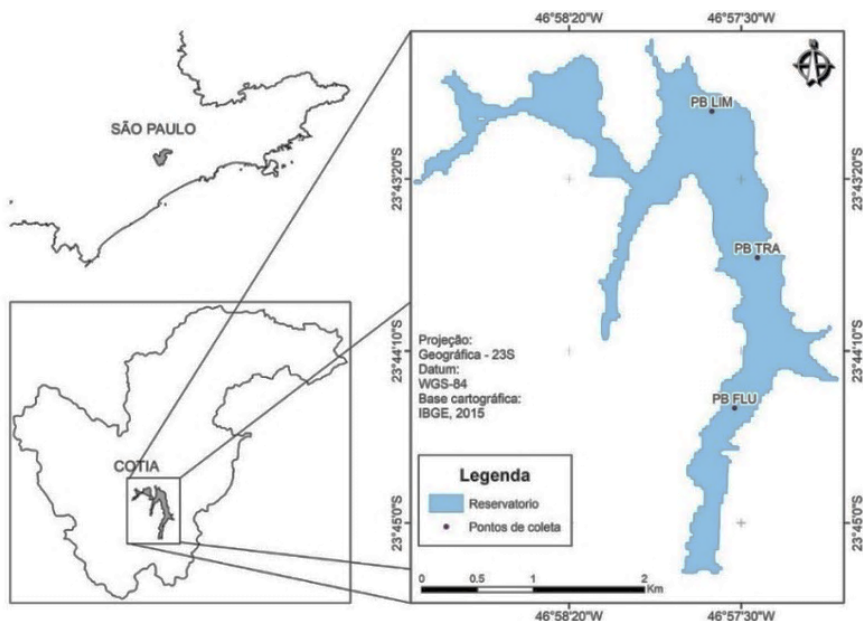 46°58'20"W
46°57'30"W
SÃO PAULO
PB LIM
23°43'20"S
23°43'20"S
PB TRA
Projeção:
Geográfica - 23S
Datum:
WGS-84
Base cartográfica:
IBGE, 2015
23°44'10"S
23°44'10"S
PB FLU
COTIA
Legenda
Reservatorio
Pontos de coleta
23°45'0"S
23°45'0"S
0 0.5 1 2
Km
46°58'20"W
46°57'30"W